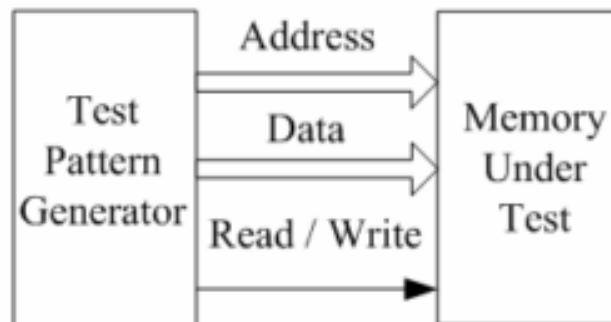 Test
Pattern
Generator
Address
Data
Read / Write
Memory
Under
Test